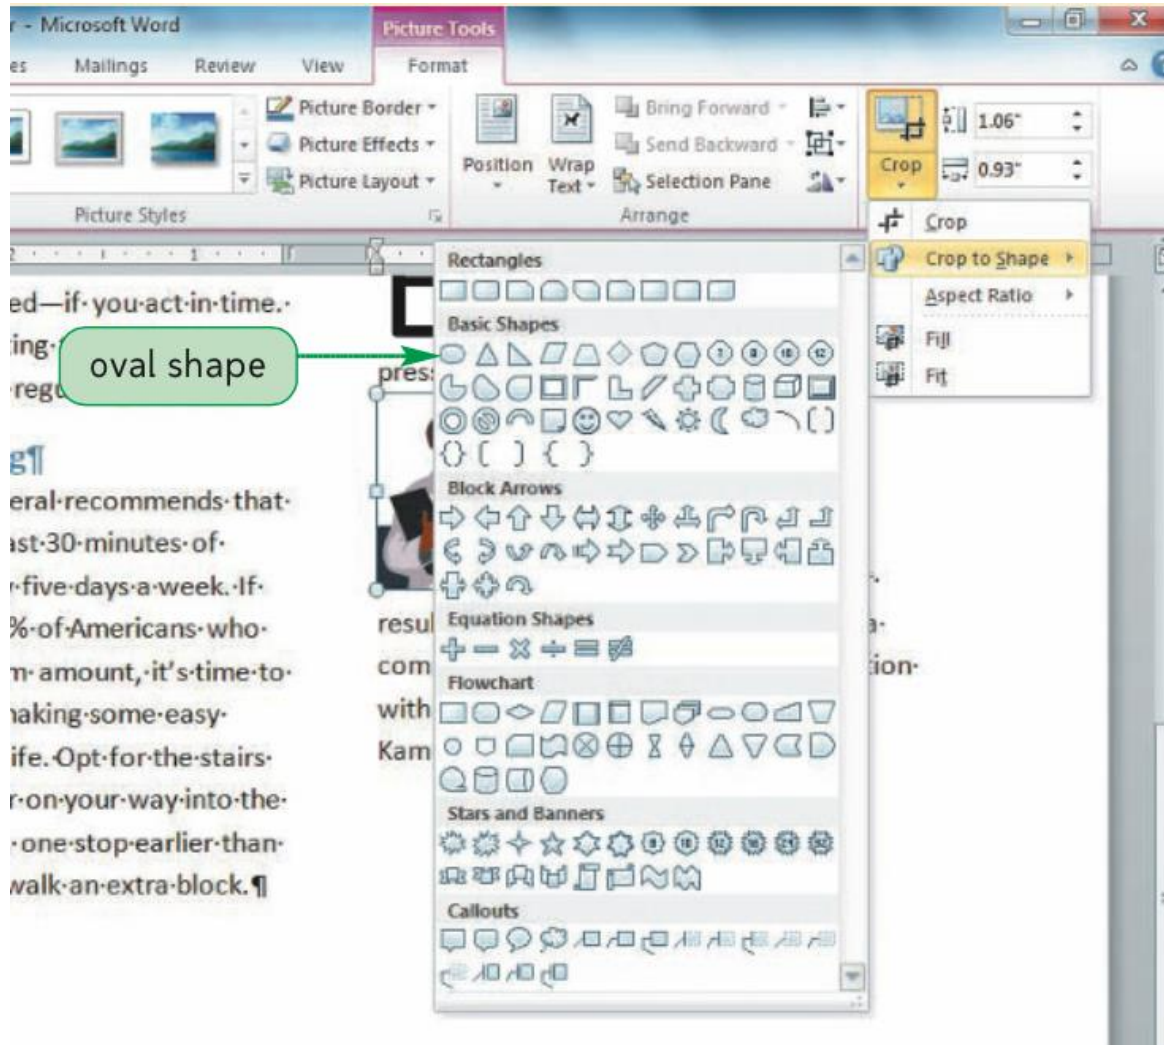 r - Microsoft Word
Picture Tools
es Mailings Review View Format
Picture Border
Picture Effects
Picture Layout
Position
Wrap Text
Bring Forward
Send Backward
Selection Pane
Crop
1.06"
0.93"
Picture Styles
Arrange
Crop
Crop to Shape
Aspect Ratio
Fill
Fit
Rectangles
Basic Shapes
oval shape
Block Arrows
Equation Shapes
Flowchart
Stars and Banners
Callouts
ed—if·you·act·in·time.·
ing·
·regu
g¶
eral·recommends·that·
ast·30·minutes·of·
·five·days·a·week.·If·
%·of·Americans·who·
m·amount,·it's·time·to·
naking·some·easy·
ife.·Opt·for·the·stairs·
r·on·your·way·into·the·
·one·stop·earlier·than·
walk·an·extra·block.¶
press
resul
a·
com
tion·
with
Kam